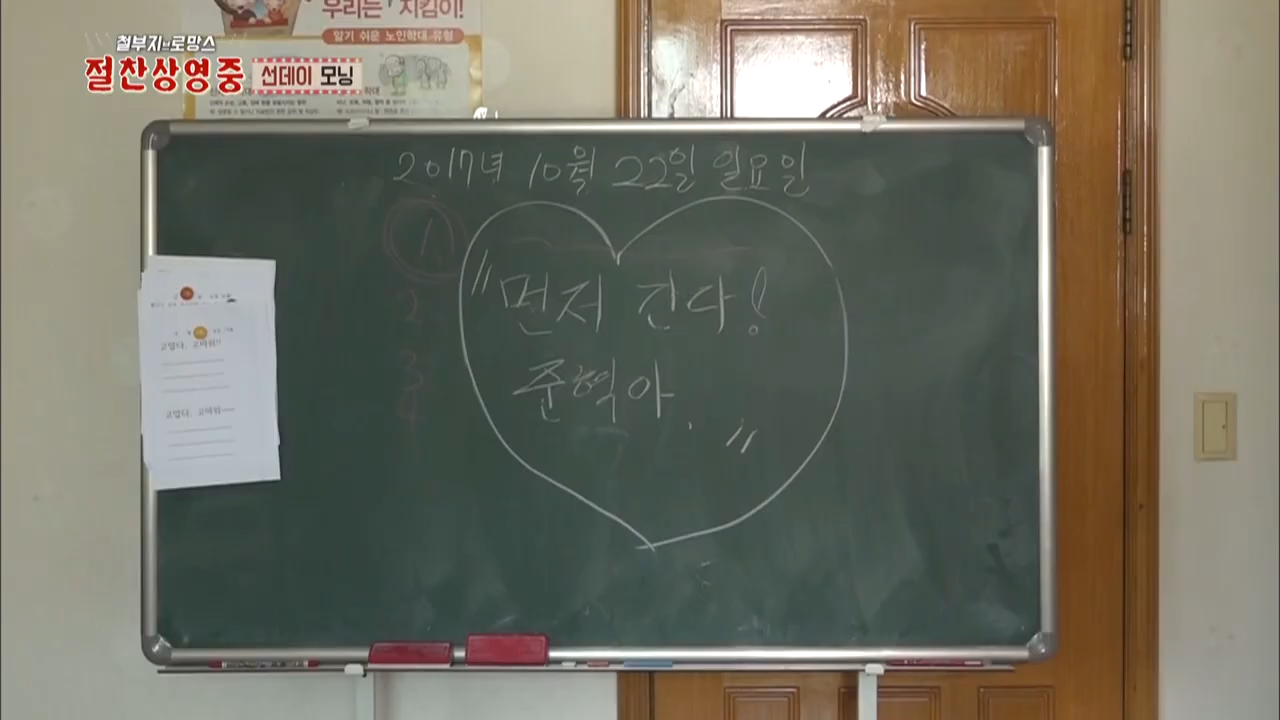 우리는 지킴이!
알기 쉬운 노인학대 유형
철부지 브로망스
절찬상영중
선데이 모닝
2017년 10월 22일 일요일
1
2
3
4
"먼저 간다!
준혁아."
고맙다. 고마워!!
고맙다. 고마워